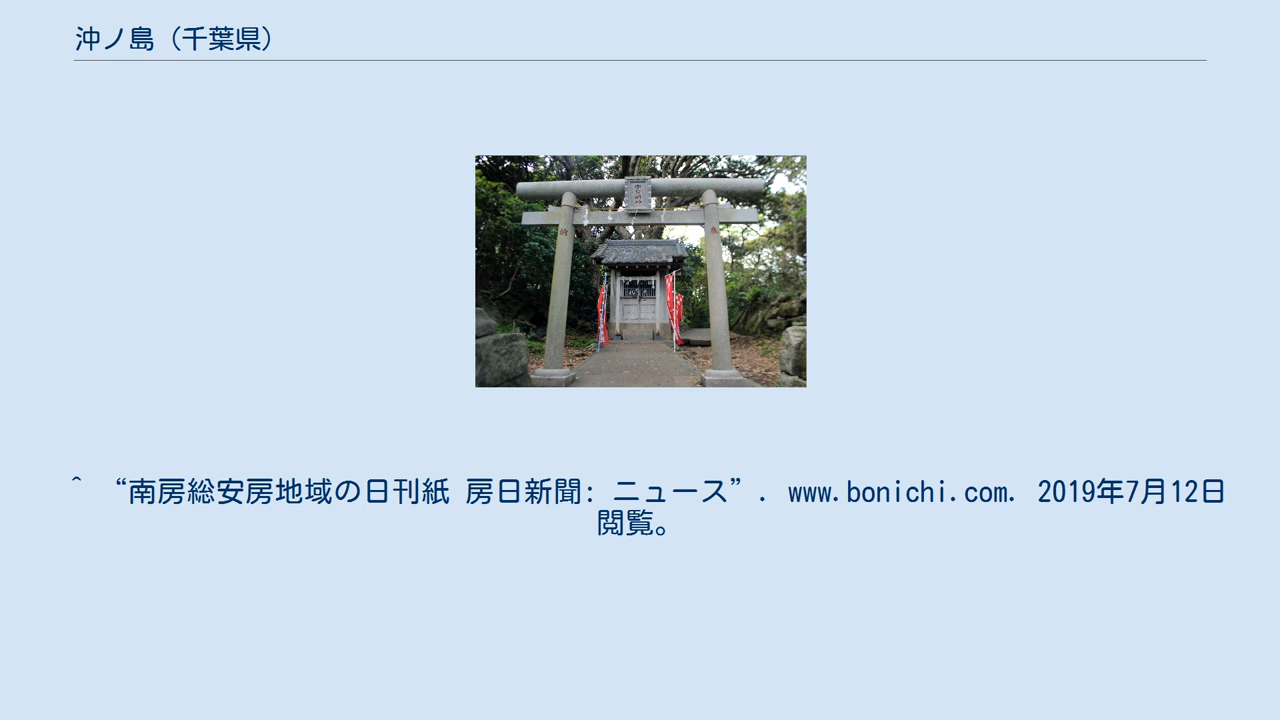 沖ノ島（千葉県）
^ “南房総安房地域の日刊紙 房日新聞: ニュース”. www.bonichi.com. 2019年7月12日
閲覧。